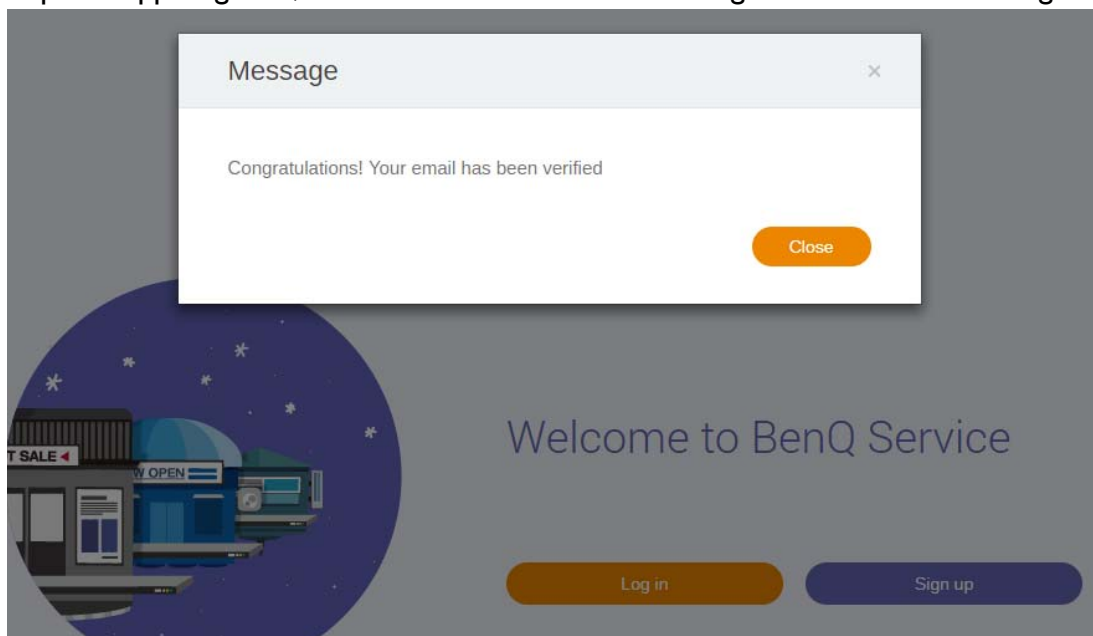 Message
×
Congratulations! Your email has been verified
Close
T SALE
W OPEN
Welcome to BenQ Service
Log in
Sign up